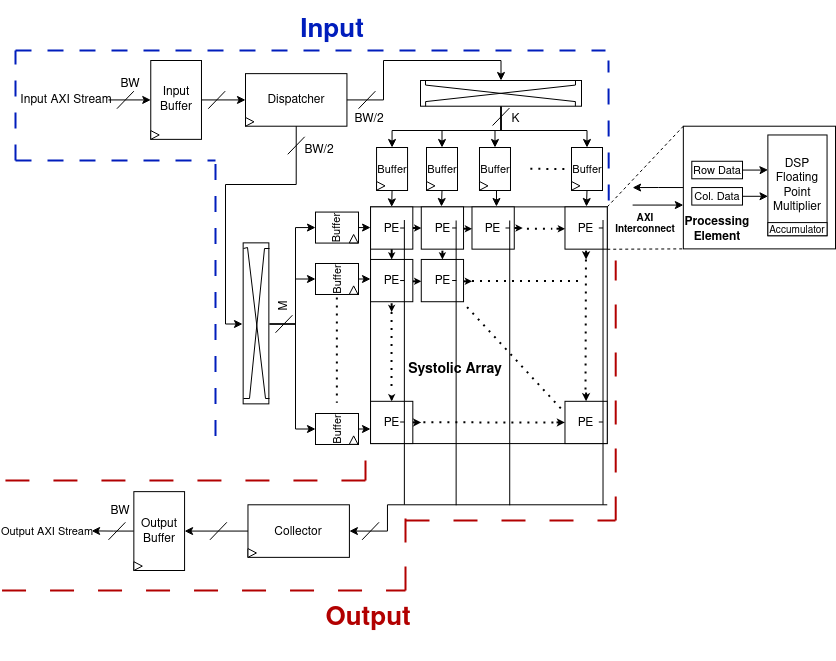 Input
Input AXI Stream
BW
Input
Buffer
Dispatcher
BW/2
BW/2
K
Buffer
Buffer
Buffer
Buffer
Buffer
Buffer
Buffer
M
PE
PE
PE
PE
PE
PE
PE
PE
Systolic Array
AXI
Interconnect
Row Data
Col. Data
Processing
Element
DSP
Floating
Point
Multiplier
Accumulator
Output AXI Stream
BW
Output
Buffer
Collector
Output